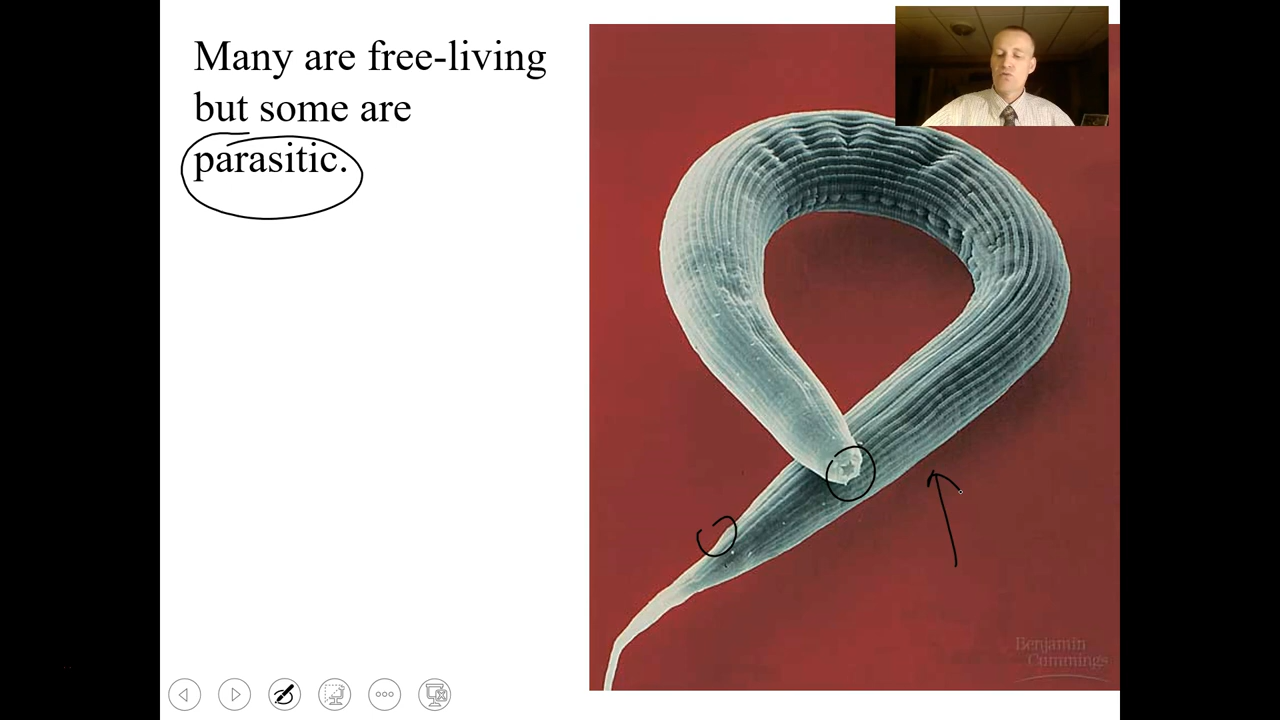 Many are free-living
but some are
parasitic.
Benjamin
Cummings